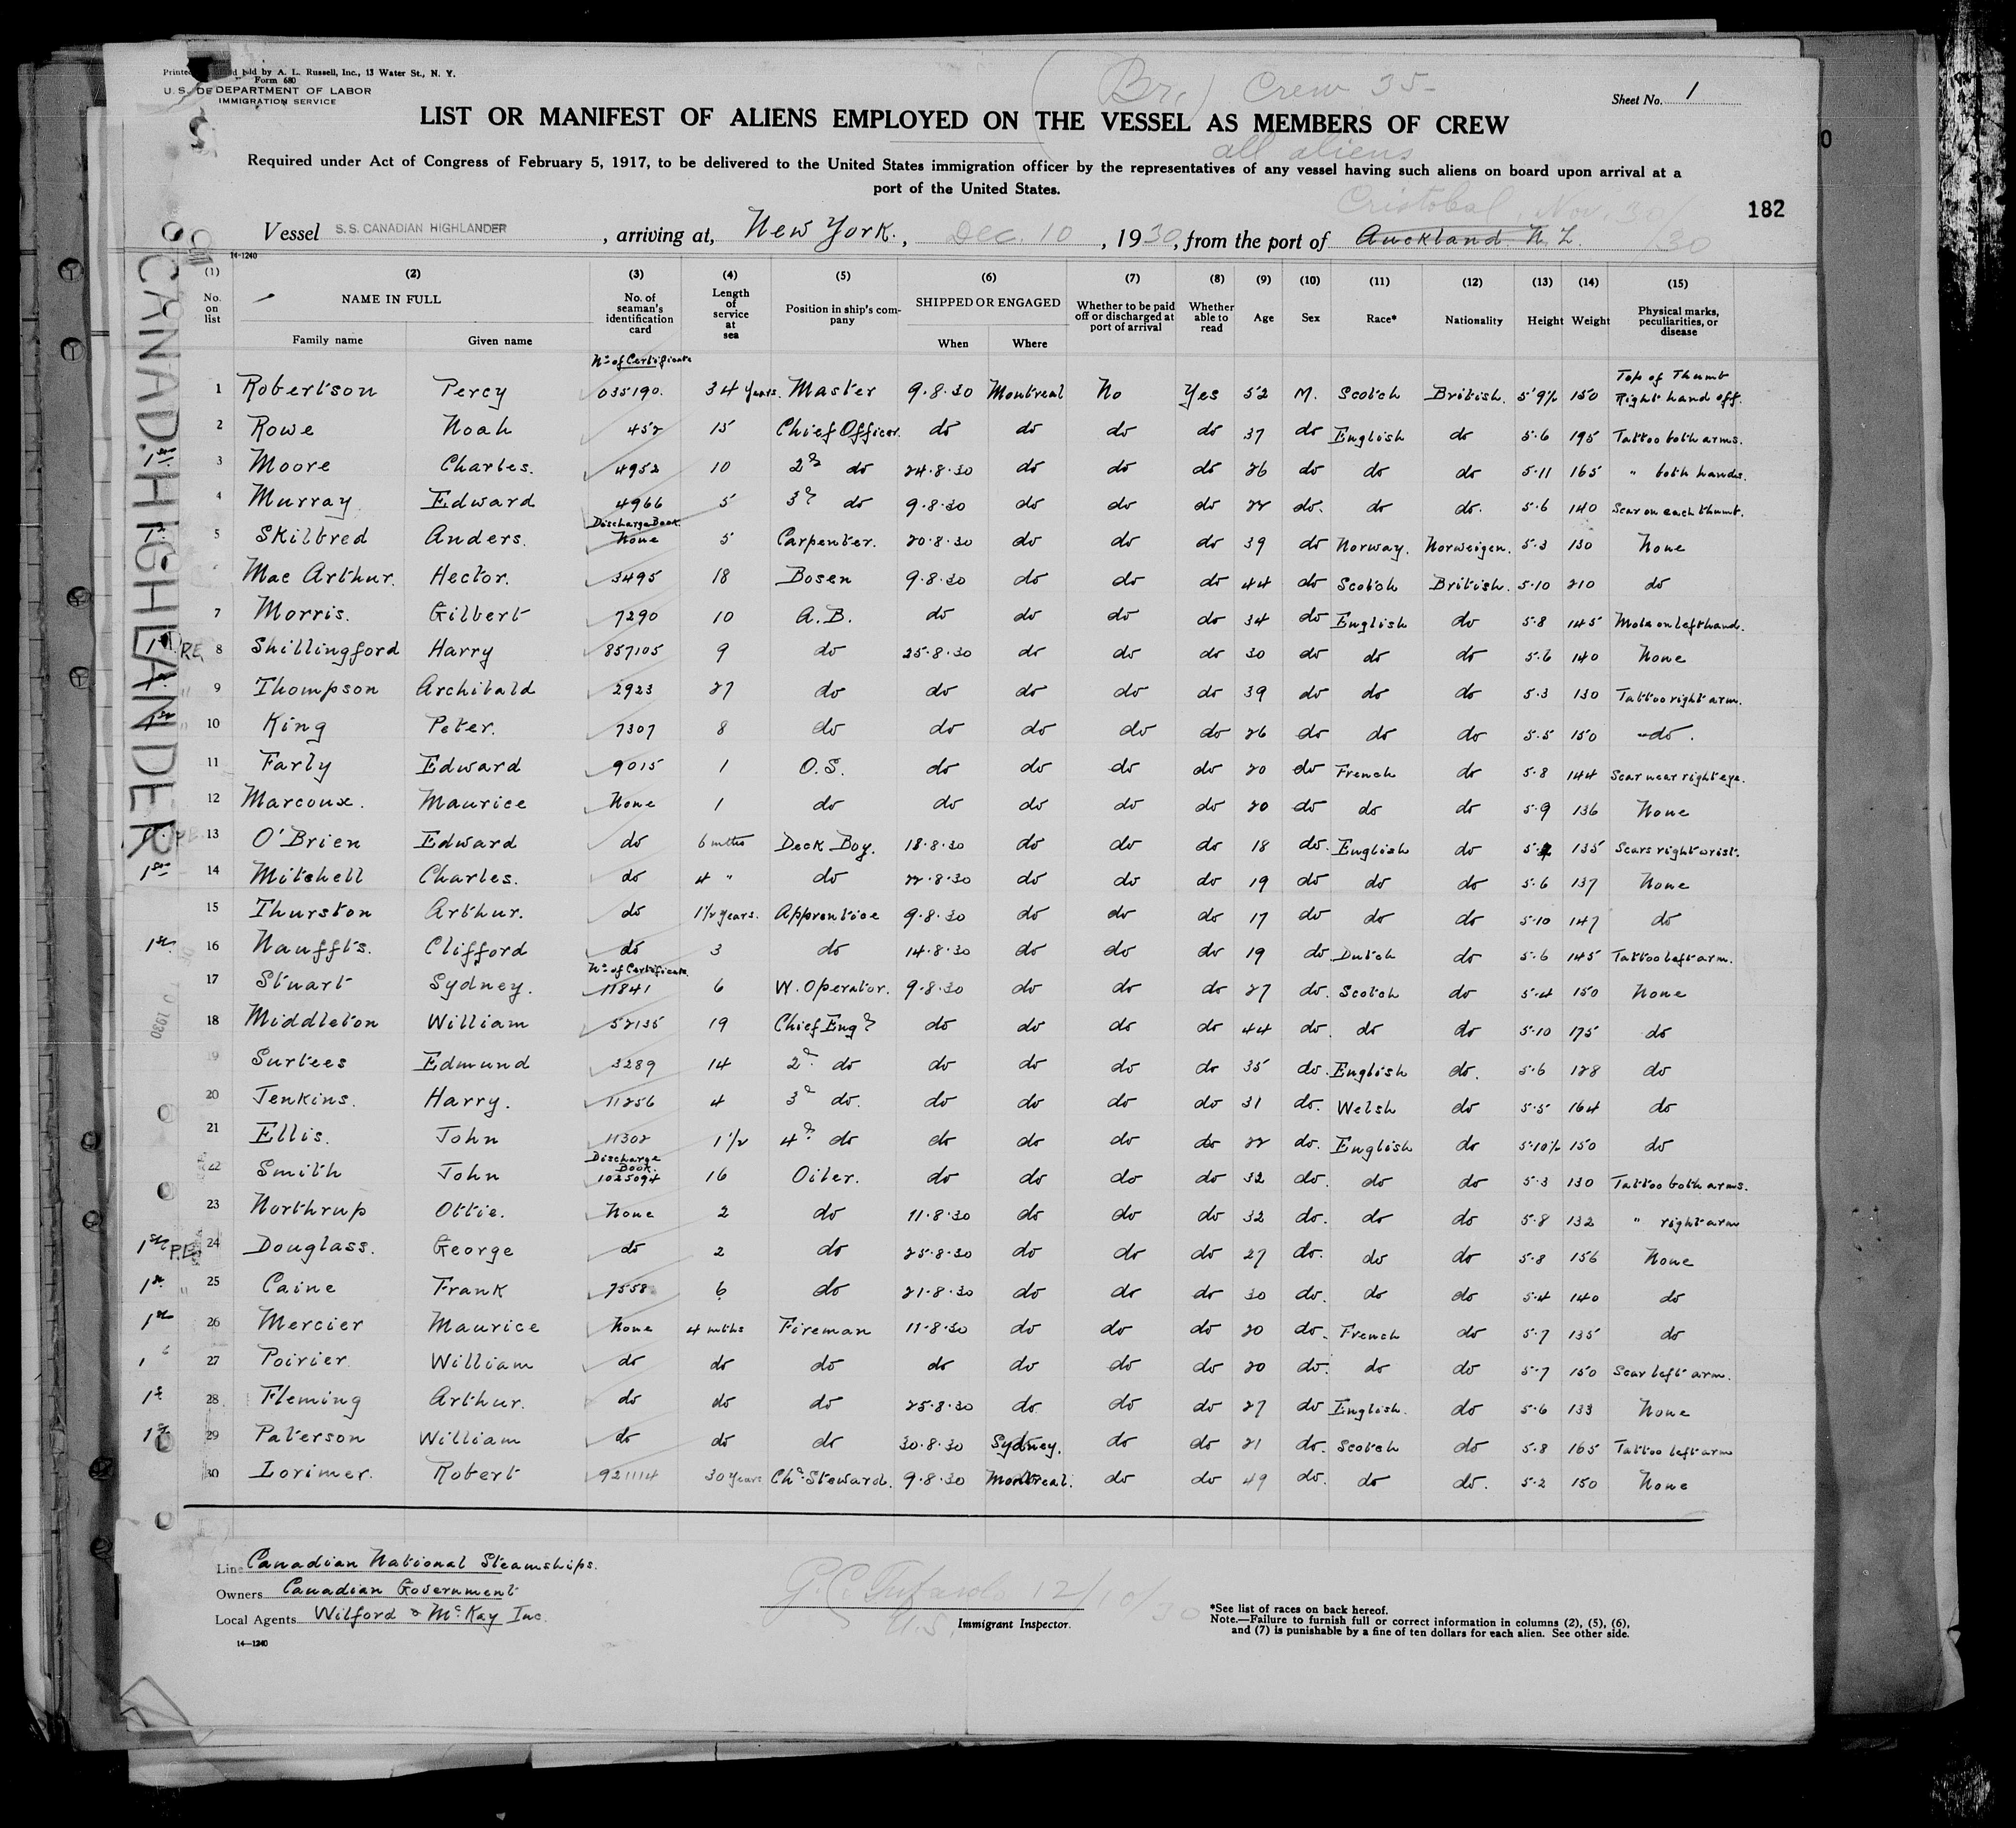 Form 680
U. S. DEPARTMENT OF LABOR
IMMIGRATION SERVICE
Sheet No. 1
(Br.) Crew 35-
LIST OR MANIFEST OF ALIENS EMPLOYED ON THE VESSEL AS MEMBERS OF CREW
all aliens
Required under Act of Congress of February 5, 1917, to be delivered to the United States immigration officer by the representatives of any vessel having such aliens on board upon arrival at a
port of the United States.
Cristobal, Nov. 30/30
182
Vessel S.S. CANADIAN HIGHLANDER, arriving at, New York., Dec. 10, 1930, from the port of Auckland N.Z.
14-1240
(1) (2) (3) (4) (5) (6) (7) (8) (9) (10) (11) (12) (13) (14) (15)
No. on list NAME IN FULL Family name Given name No. of seaman's identification card Length of service at sea Position in ship's company SHIPPED OR ENGAGED When Where Whether to be paid off or discharged at port of arrival Whether able to read Age Sex Race* Nationality Height Weight Physical marks, peculiarities, or disease
No of Certificate
1 Robertson Percy 035190. 34 years. Master 9.8.30 Montreal No Yes 52 M. Scotch British. 5'9½ 150 Top of Thumb Right hand off.
2 Rowe Noah 452 15 Chief Officer. do do do do 37 do English do 5.6 195 Tattoo both arms.
3 Moore Charles. 4952 10 2nd do 24.8.30 do do do 26 do do do 5.11 165 " both hands.
4 Murray Edward 4966 5 3rd do 9.8.30 do do do 22 do. do do. 5.6 140 Scar on each thumb.
Discharge Book.
5 Skilbred Anders. None 5 Carpenter. 20.8.30 do do do 39 do Norway. Norweigen. 5.3 130 None
Mac Arthur. Hector. 3495 18 Bosen 9.8.30 do do do 44 do Scotch British. 5.10 210 do
7 Morris. Gilbert 7290 10 A.B. do do do do 34 do English do 5.8 145 Mole on left hand.
8 Shillingford Harry 857105 9 do 25.8.30 do do do 30 do do do 5.6 140 None
9 Thompson Archibald 2923 27 do do do do do 39 do do do 5.3 130 Tattoo right arm.
10 King Peter. 7307 8 do do do do do 26 do do do 5.5 150 do.
11 Farly Edward 9015 1 O.S. do do do do 20 do French do 5.8 144 Scar near right eye.
12 Marcoux. Maurice None 1 do do do do do 20 do do do 5.9 136 None
13 O'Brien Edward do 6 mths Deck Boy. 18.8.30 do do do 18 do. English do 135 Scars right wrist.
14 Mitchell Charles. do 4 " do 22.8.30 do do do 19 do do do 5.6 137 None
15 Thurston Arthur. do 1½ years. Apprentice 9.8.30 do do do 17 do do do 5.10 147 do
16 Nauffts. Clifford do 3 do 14.8.30 do do do 19 do Dutch do 5.6 145 Tattoo left arm.
No of Certificate
17 Stuart Sydney. 11841 6 W. Operator. 9.8.30 do do do 27 do. Scotch do 5.4 150 None
18 Middleton William 52135 19 Chief Engr do do do do 44 do. do do 5.10 175 do
19 Surtees Edmund 3289 14 2nd do do do do do 35 do. English do. 5.6 128 do
20 Jenkins. Harry. 11256 4 3rd do. do do do do 31 do. Welsh do 5.5 164 do
21 Ellis. John 11302 1½ 4th do do do do do 22 do. English do 5.10½ 150 do
22 Smith John Discharge Book. 1025094 16 Oiler. do do do do 32 do. do do 5.3 130 Tattoo both arms.
23 Northrup Ottie. None 2 do 11.8.30 do do do 32 do. do do 5.8 132 " right arm
24 Douglass. George do 2 do 25.8.30 do do do 27 do. do do 5.8 156 None
25 Caine Frank 7558 6 do 21.8.30 do do do 30 do. do do 5.4 140 do
26 Mercier Maurice None 4 mths Fireman 11.8.30 do do do 20 do. French do 5.7 135 do
27 Poirier William do do do do do do do 20 do. do do 5.7 150 Scar left arm.
28 Fleming Arthur. do do do 25.8.30 do do do 27 do English. do 5.6 133 None
29 Paterson William do do do 30.8.30 Sydney. do do 21 do. Scotch do 5.8 165 Tattoo left arm
30 Lorimer. Robert 921114 30 years Chf Steward. 9.8.30 Montreal. do do 49 do. do do. 5.2 150 None
CANAD. HIGHLANDER
Line Canadian National Steamships.
Owners Canadian Government
Local Agents Wilford & McKay Inc.
12/10/30
Immigrant Inspector.
*See list of races on back hereof.
Note.—Failure to furnish full or correct information in columns (2), (5), (6),
and (7) is punishable by a fine of ten dollars for each alien. See other side.
14—1240